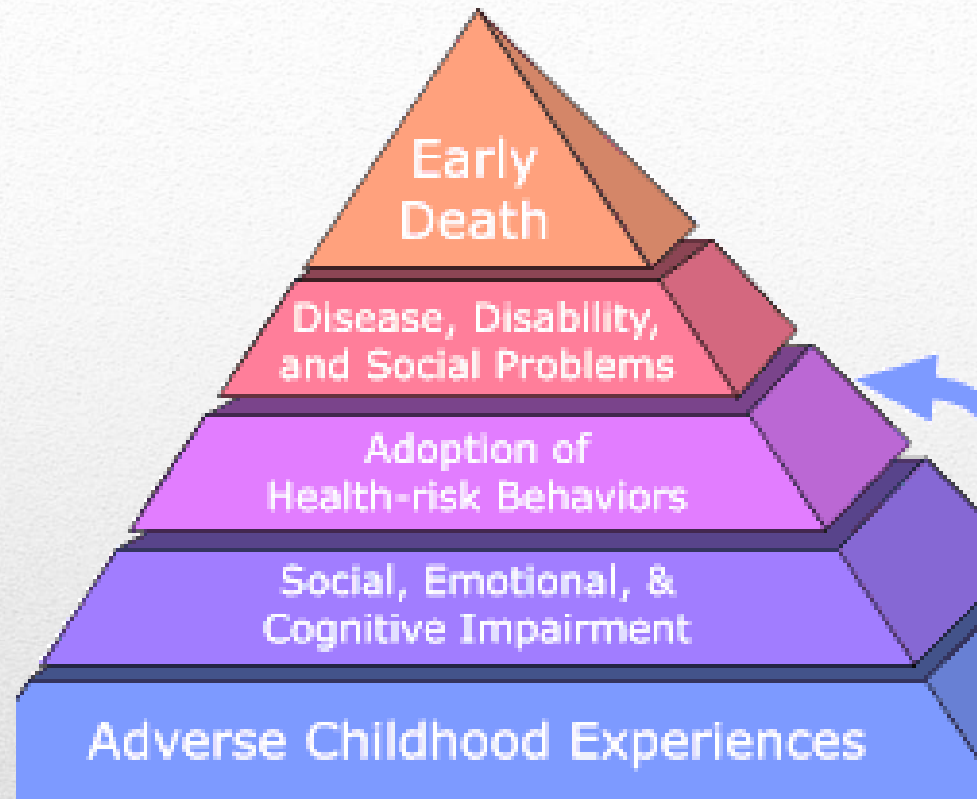 Early
Death
Disease, Disability,
and Social Problems
Adoption of
Health-risk Behaviors
Social, Emotional, &
Cognitive Impairment
Adverse Childhood Experiences